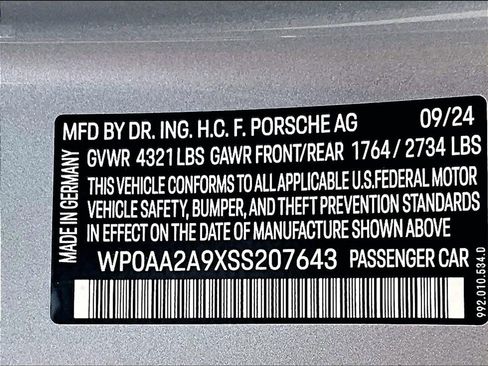 MFD BY DR. ING. H.C. F. PORSCHE AG 09/24
GVWR 4321 LBS GAWR FRONT/REAR 1764 / 2734 LBS
THIS VEHICLE CONFORMS TO ALL APPLICABLE U.S.FEDERAL MOTOR
VEHICLE SAFETY, BUMPER, AND THEFT PREVENTION STANDARDS
IN EFFECT ON THE DATE OF MANUFACTURE SHOWN ABOVE.
WP0AA2A9XSS207643 PASSENGER CAR
MADE IN GERMANY
992.010.534.D